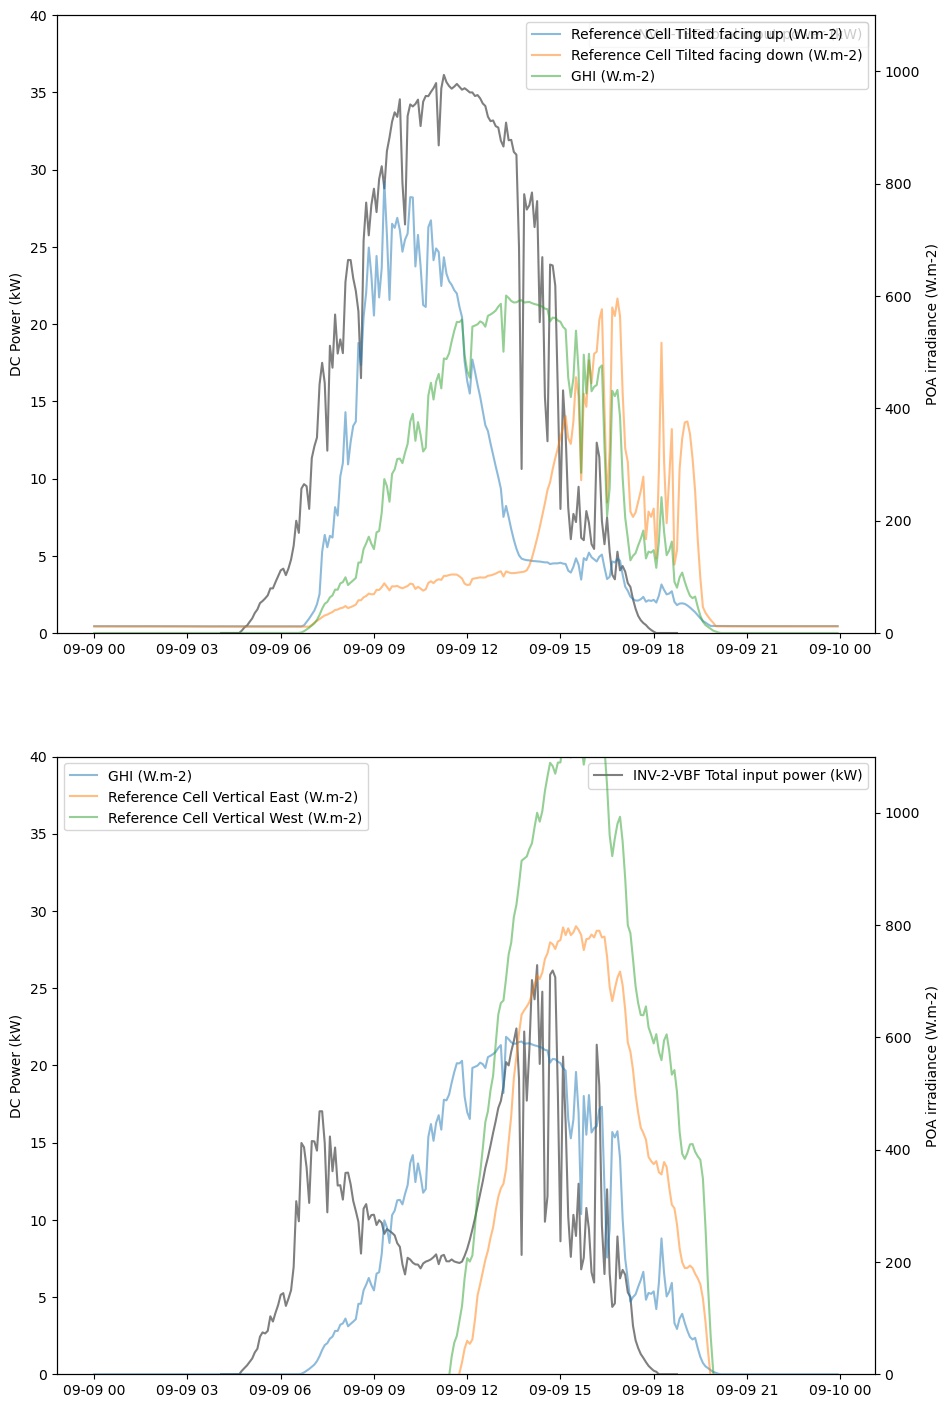 40
35
30
25
20
15
10
5
0
DC Power (kW)
Reference Cell Tilted facing up (W.m-2)
Reference Cell Tilted facing down (W.m-2)
GHI (W.m-2)
1000
800
600
400
200
0
POA irradiance (W.m-2)
09-09 00 09-09 03 09-09 06 09-09 09 09-09 12 09-09 15 09-09 18 09-09 21 09-10 00
40
35
30
25
20
15
10
5
0
DC Power (kW)
GHI (W.m-2)
Reference Cell Vertical East (W.m-2)
Reference Cell Vertical West (W.m-2)
INV-2-VBF Total input power (kW)
1000
800
600
400
200
0
POA irradiance (W.m-2)
09-09 00 09-09 03 09-09 06 09-09 09 09-09 12 09-09 15 09-09 18 09-09 21 09-10 00